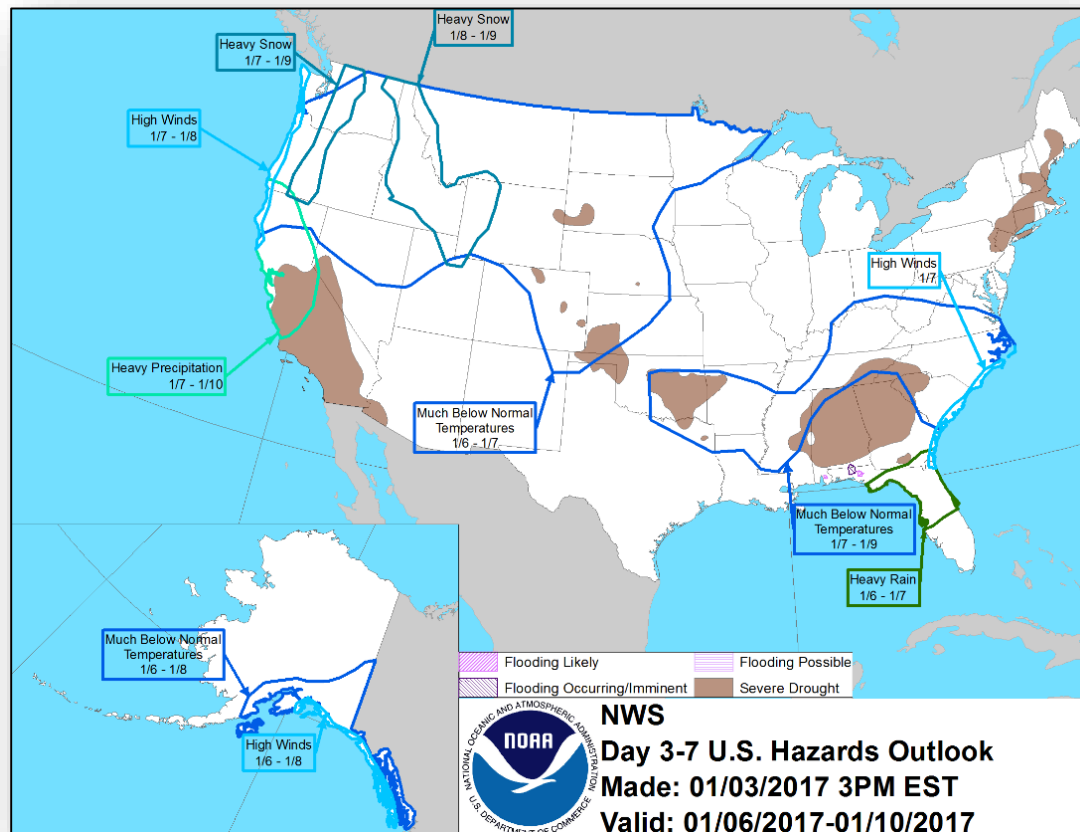 Heavy Snow
1/8 - 1/9
Heavy Snow
1/7 - 1/9
High Winds
1/7 - 1/8
High Winds
1/7
Heavy Precipitation
1/7 - 1/10
Much Below Normal
Temperatures
1/6 - 1/7
Much Below Normal
Temperatures
1/7 - 1/9
Heavy Rain
1/6 - 1/7
Much Below Normal
Temperatures
1/6 - 1/8
High Winds
1/6 - 1/8
Flooding Likely
Flooding Possible
Flooding Occurring/Imminent
Severe Drought
NATIONAL OCEANIC AND ATMOSPHERIC ADMINISTRATION
NOAA
U.S. DEPARTMENT OF COMMERCE
NWS
Day 3-7 U.S. Hazards Outlook
Made: 01/03/2017 3PM EST
Valid: 01/06/2017-01/10/2017